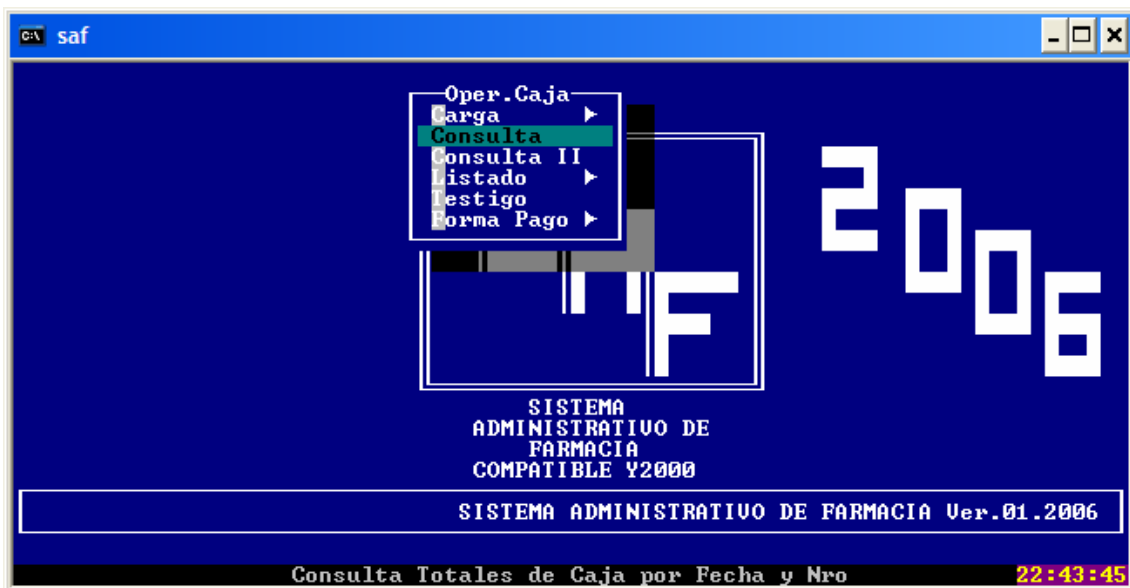 saf
Oper.Caja
Carga
Consulta
Consulta II
Listado
Testigo
Forma Pago
2006
F
SISTEMA
ADMINISTRATIVO DE
FARMACIA
COMPATIBLE Y2000
SISTEMA ADMINISTRATIVO DE FARMACIA Ver.01.2006
Consulta Totales de Caja por Fecha y Nro 22:43:45